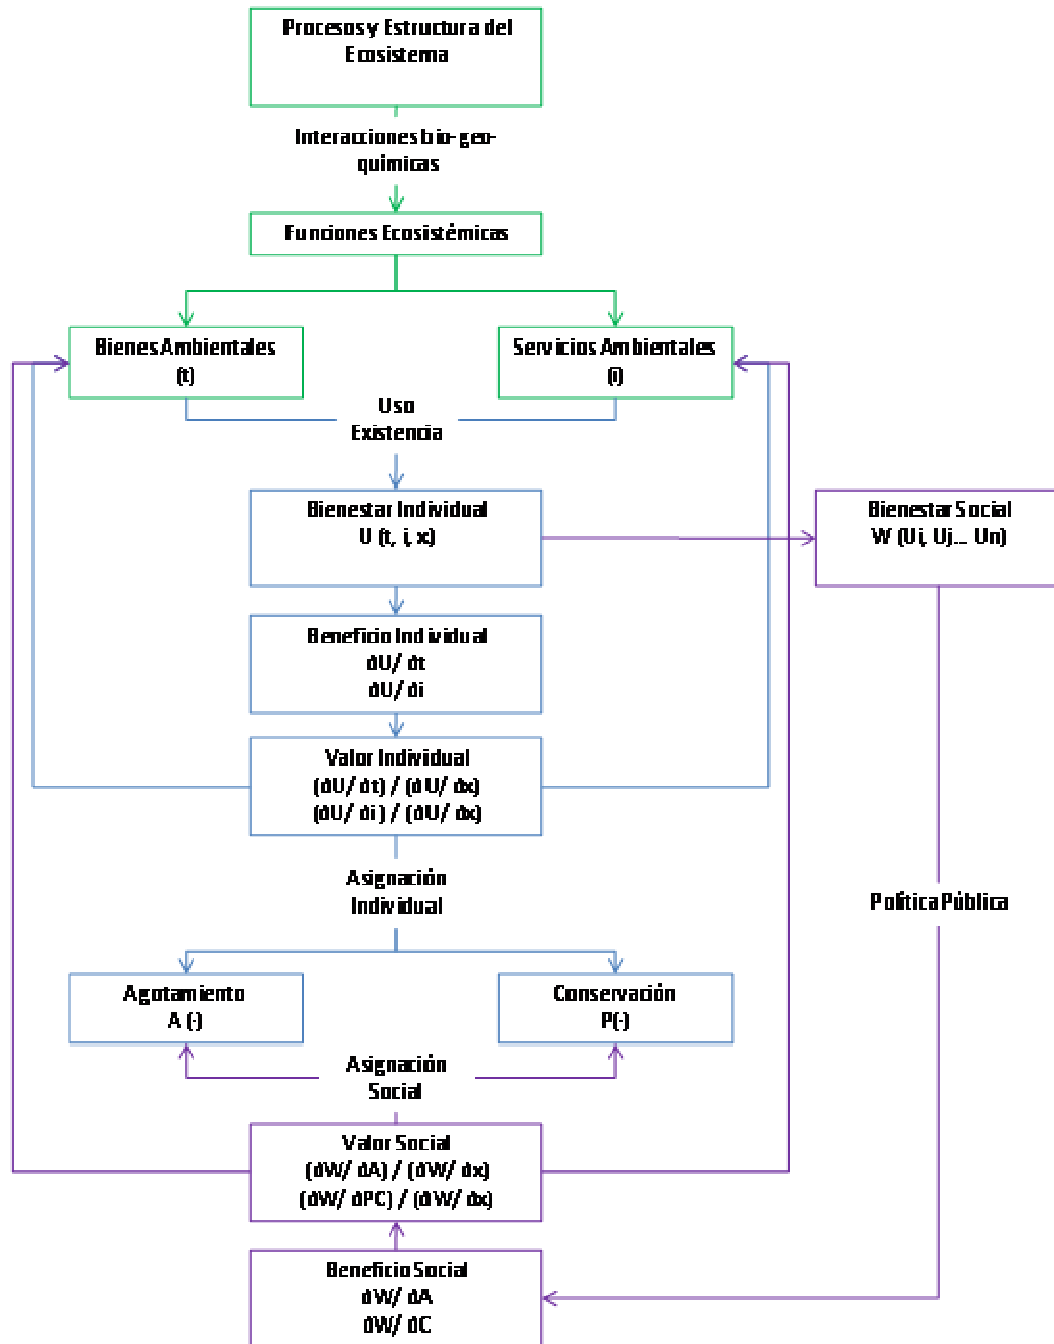 Procesos y Estructura del
Ecosistema
Interacciones bio-geo-
químicas
Funciones Ecosistémicas
Bienes Ambientales
(t)
Servicios Ambientales
(i)
Uso
Existencia
Bienestar Individual
U (t, i, x)
Bienestar Social
W (Ui, Uj... Un)
Beneficio Individual
∂U/ ∂t
∂U/ ∂i
Valor Individual
(∂U/ ∂t) / (∂U/ ∂x)
(∂U/ ∂i) / (∂U/ ∂x)
Asignación
Individual
Política Pública
Agotamiento
A (·)
Conservación
P(·)
Asignación
Social
Valor Social
(∂W/ ∂A) / (∂W/ ∂x)
(∂W/ ∂PC) / (∂W/ ∂x)
Beneficio Social
∂W/ ∂A
∂W/ ∂C